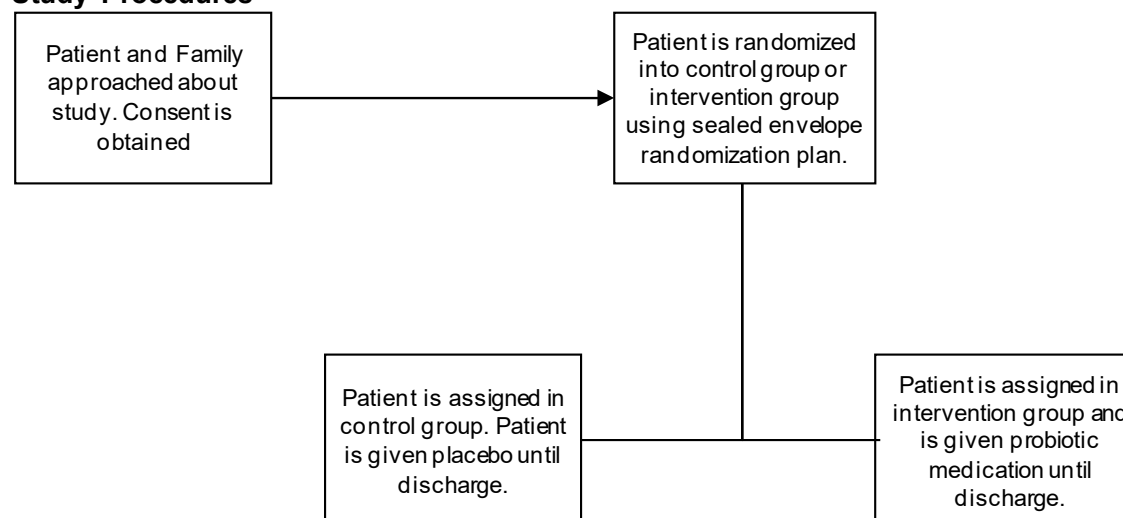 Study Procedures
Patient and Family
approached about
study. Consent is
obtained
Patient is randomized
into control group or
intervention group
using sealed envelope
randomization plan.
Patient is assigned in
control group. Patient
is given placebo until
discharge.
Patient is assigned in
intervention group and
is given probiotic
medication until
discharge.